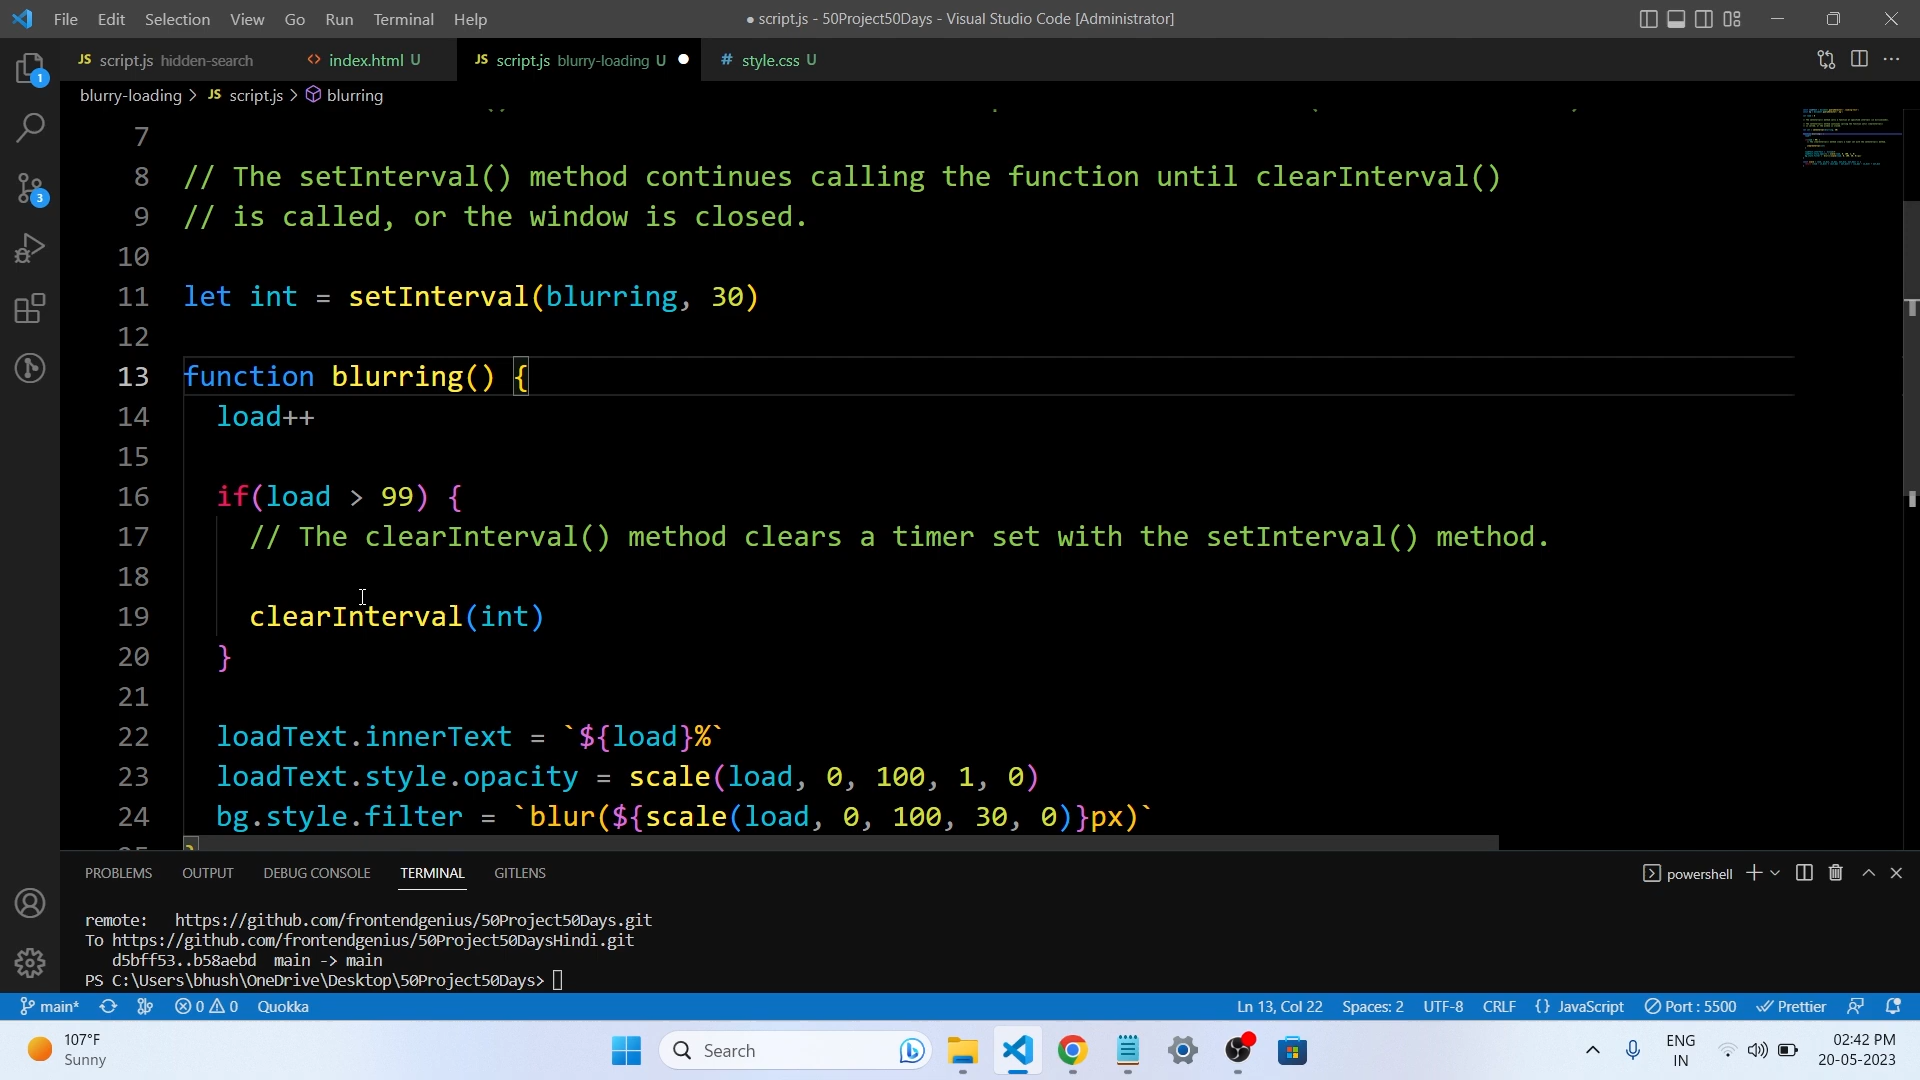 File Edit Selection View Go Run Terminal Help
● script.js - 50Project50Days - Visual Studio Code [Administrator]
JS script.js hidden-search
<> index.html U
JS script.js blurry-loading U ●
# style.css U
blurry-loading > JS script.js > blurring
7
8 // The setInterval() method continues calling the function until clearInterval()
9 // is called, or the window is closed.
10
11 let int = setInterval(blurring, 30)
12
13 function blurring() {
14   load++
15
16   if(load > 99) {
17     // The clearInterval() method clears a timer set with the setInterval() method.
18
19     clearInterval(int)
20   }
21
22   loadText.innerText = `${load}%`
23   loadText.style.opacity = scale(load, 0, 100, 1, 0)
24   bg.style.filter = `blur(${scale(load, 0, 100, 30, 0)}px)`
1
3
PROBLEMS OUTPUT DEBUG CONSOLE TERMINAL GITLENS
powershell
remote:   https://github.com/frontendgenius/50Project50Days.git
To https://github.com/frontendgenius/50Project50DaysHindi.git
   d5bff53..b58aebd  main -> main
PS C:\Users\bhush\OneDrive\Desktop\50Project50Days>
main* 0 0 Quokka Ln 13, Col 22 Spaces: 2 UTF-8 CRLF {} JavaScript Port : 5500 Prettier
107°F
Sunny
Search
ENG
IN
02:42 PM
20-05-2023